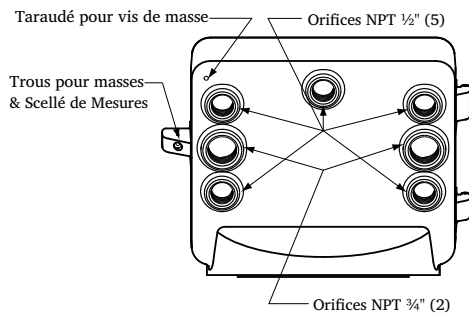 Taraudé pour vis de masse
Orifices NPT ½" (5)
Trous pour masses
& Scellé de Mesures
Orifices NPT ¾" (2)